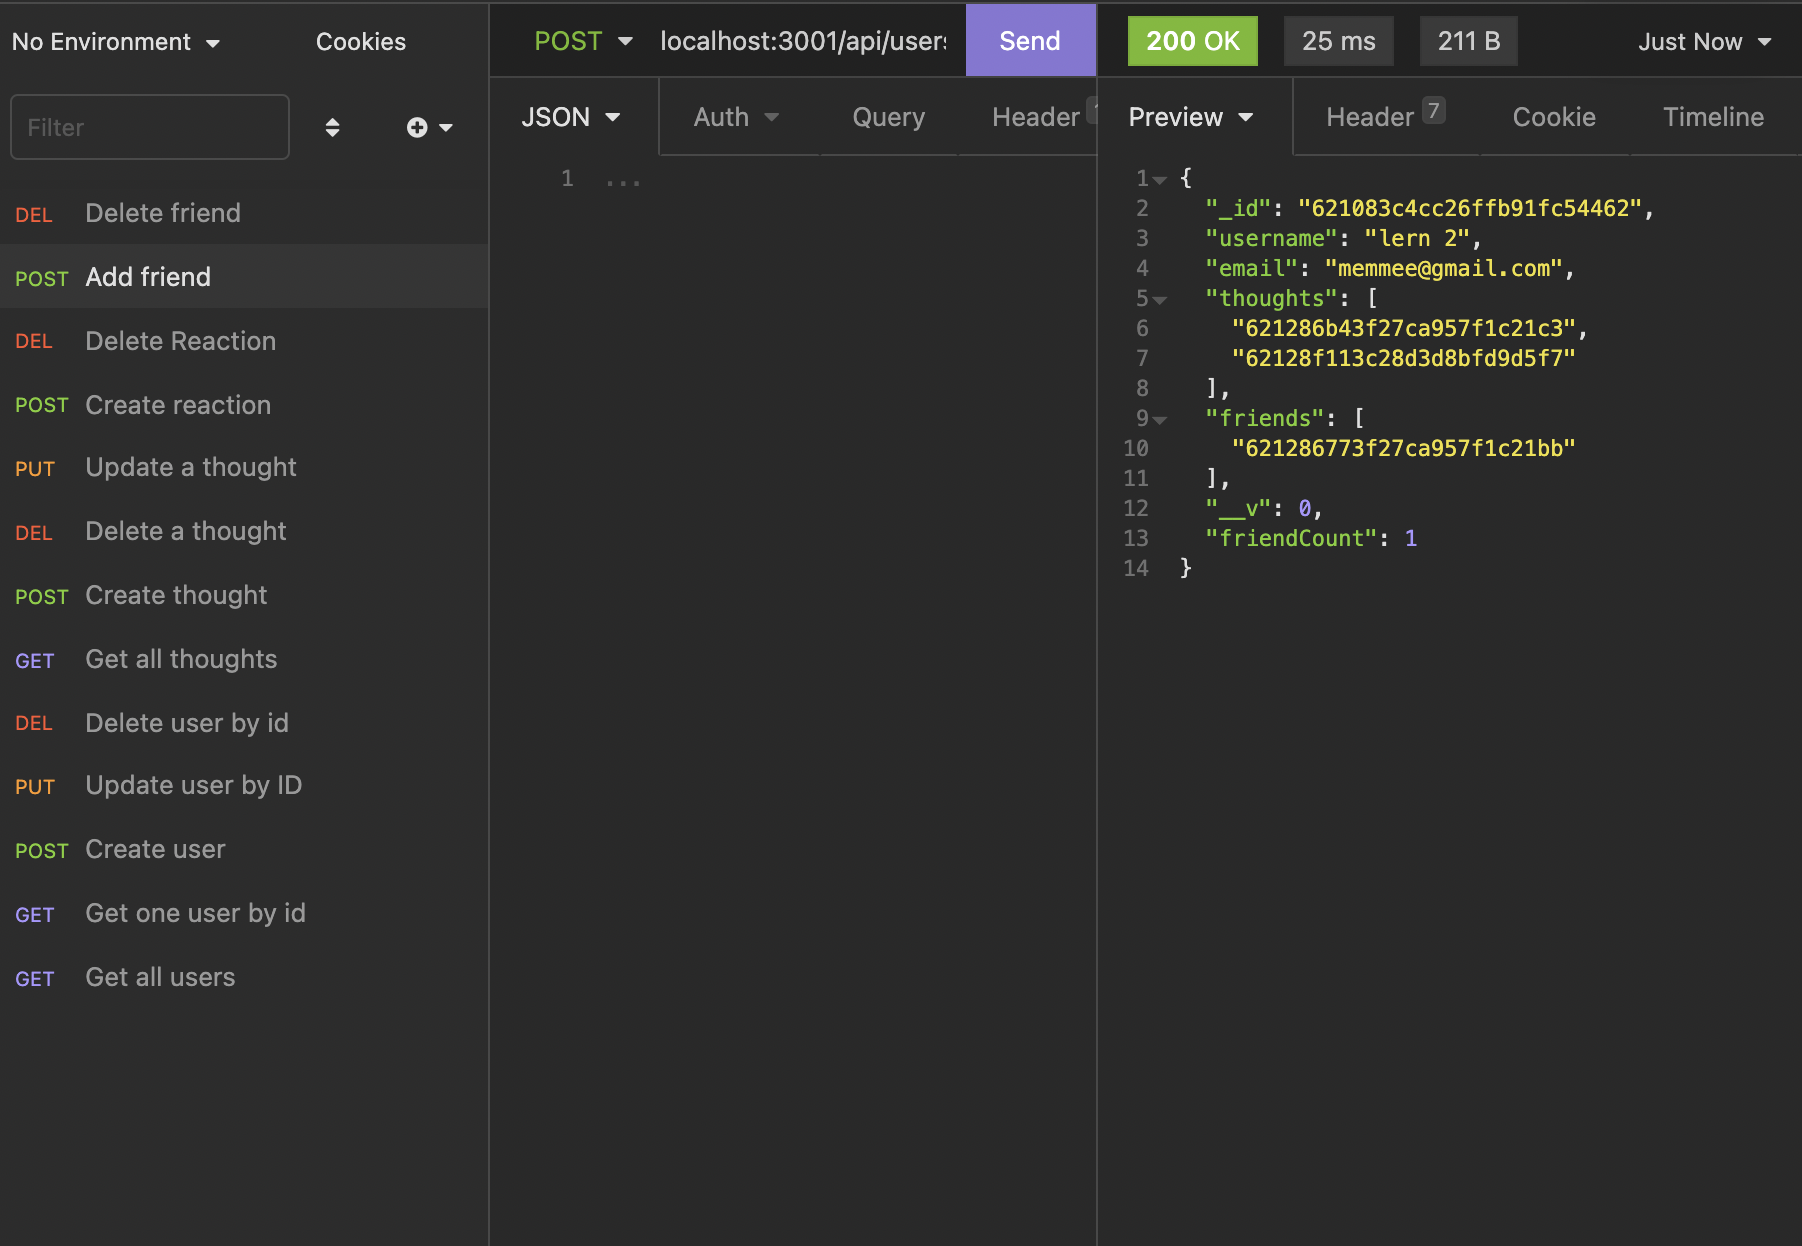 No Environment
Cookies
Filter
DEL Delete friend
POST Add friend
DEL Delete Reaction
POST Create reaction
PUT Update a thought
DEL Delete a thought
POST Create thought
GET Get all thoughts
DEL Delete user by id
PUT Update user by ID
POST Create user
GET Get one user by id
GET Get all users
POST localhost:3001/api/users Send
JSON Auth Query Header
1 ...
200 OK 25 ms 211 B Just Now
Preview Header 7 Cookie Timeline
1 {
2 "_id": "621083c4cc26ffb91fc54462",
3 "username": "lern 2",
4 "email": "memmee@gmail.com",
5 "thoughts": [
6 "621286b43f27ca957f1c21c3",
7 "62128f113c28d3d8bfd9d5f7"
8 ],
9 "friends": [
10 "621286773f27ca957f1c21bb"
11 ],
12 "__v": 0,
13 "friendCount": 1
14 }